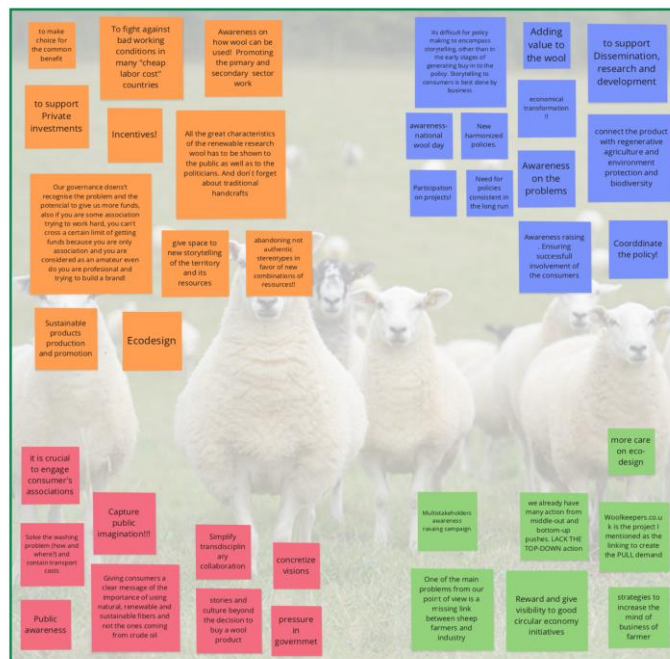 to make
choice for
the common
benefit
To fight against
bad working
conditions in
many "cheap
labor cost"
countries
Awareness on
how wool can be
used! Promoting
the pimary and
secondary sector
work
to support
Private
investments
Incentives!
All the great characteristics
of the renewable research
wool has to be shown to
the public as well as to the
politicians. And don't forget
about traditional
handcrafts
Our governance doens't
recognise the problem and the
potencial to give us more funds,
also if you are some association
trying to work hard, you can't
cross a certain limit of getting
funds because you are only
association and you are
considered as an amateur even
do you are profesional and
trying to build a brand!
give space to
new storytelling of
the territory
and its
resources
abandoning not
authentic
stereotypes in
favor of new
combinations of
resources!!
Sustainable
products
production
and promotion
Ecodesign
Its difficult for policy
making to encompass
storytelling, other than in
the early stages of
generating buy in to the
policy. Storytelling to
consumers is best done by
business
Adding
value to
the wool
to support
Dissemination,
research and
development
economical
transformation
!!
awareness-
national
wool day
New
harmonized
policies.
connect the product
with regenerative
agriculture and
environment
protection and
biodiversity
Awareness
on the
problems
Participation
on projects!
Need for
policies
consistent in
the long run
Awareness raising
. Ensuring
successfull
involvement of
the consumers
Coorddinate
the policy!
it is crucial
to engage
consumer's
associations
Capture
public
imagination!!!
Solve the washing
problem (how and
where?) and
contain transport
costs
Simplify
transdisciplin
ary
collaboration
concretize
visions
Public
awareness
Giving consumers a
clear message of the
importance of using
natural, renewable and
sustainable fibers and
not the ones coming
from crude oil
stories and
culture beyond
the decision to
buy a wool
product
pressure in
governmet
more care
on eco-
design
Multistakeholders
awareness
raising campaign
we already have
many action from
middle-out and
bottom-up
pushes. LACK THE
TOP-DOWN action
Woolkeepers.co.u
k is the project I
mentioned as the
linking to create
the PULL demand
One of the main
problems from our
point of view is a
missing link
between sheep
farmers and
industry
Reward and give
visibility to good
circular economy
initiatives
strategies to
increase the
mind of
business of
farmer